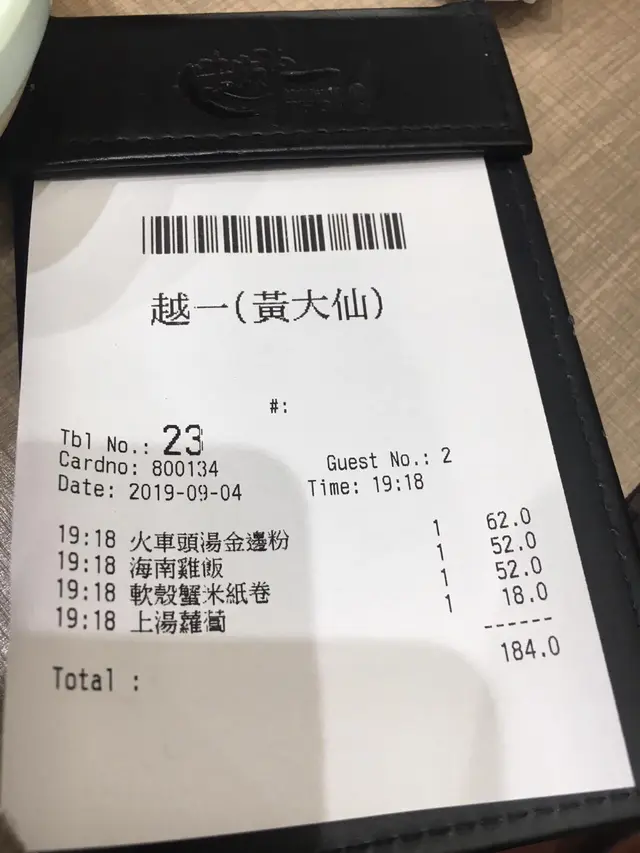 越一(黃大仙)
#:
Tbl No.: 23
Cardno: 800134 Guest No.: 2
Date: 2019-09-04 Time: 19:18
19:18 火車頭湯金邊粉 1 62.0
19:18 海南雞飯 1 52.0
19:18 軟殼蟹米紙卷 1 52.0
19:18 上湯蘿蔔 1 18.0
------
184.0
Total :